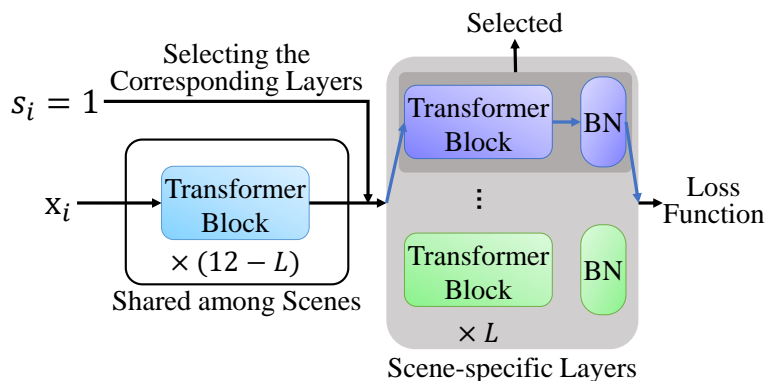 Selected
Selecting the
Corresponding Layers
s_i = 1
Transformer
Block
BN
x_i
Transformer
Block
× (12 − L)
Shared among Scenes
⋮
Loss
Function
Transformer
Block
BN
× L
Scene-specific Layers